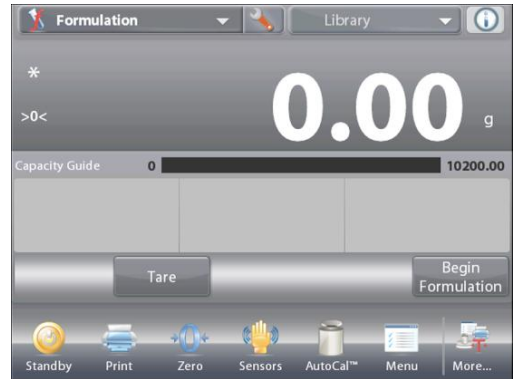 Formulation
Library
*
>0<
0.00 g
Capacity Guide 0 10200.00
Tare
Begin
Formulation
Standby Print Zero Sensors AutoCal™ Menu More...